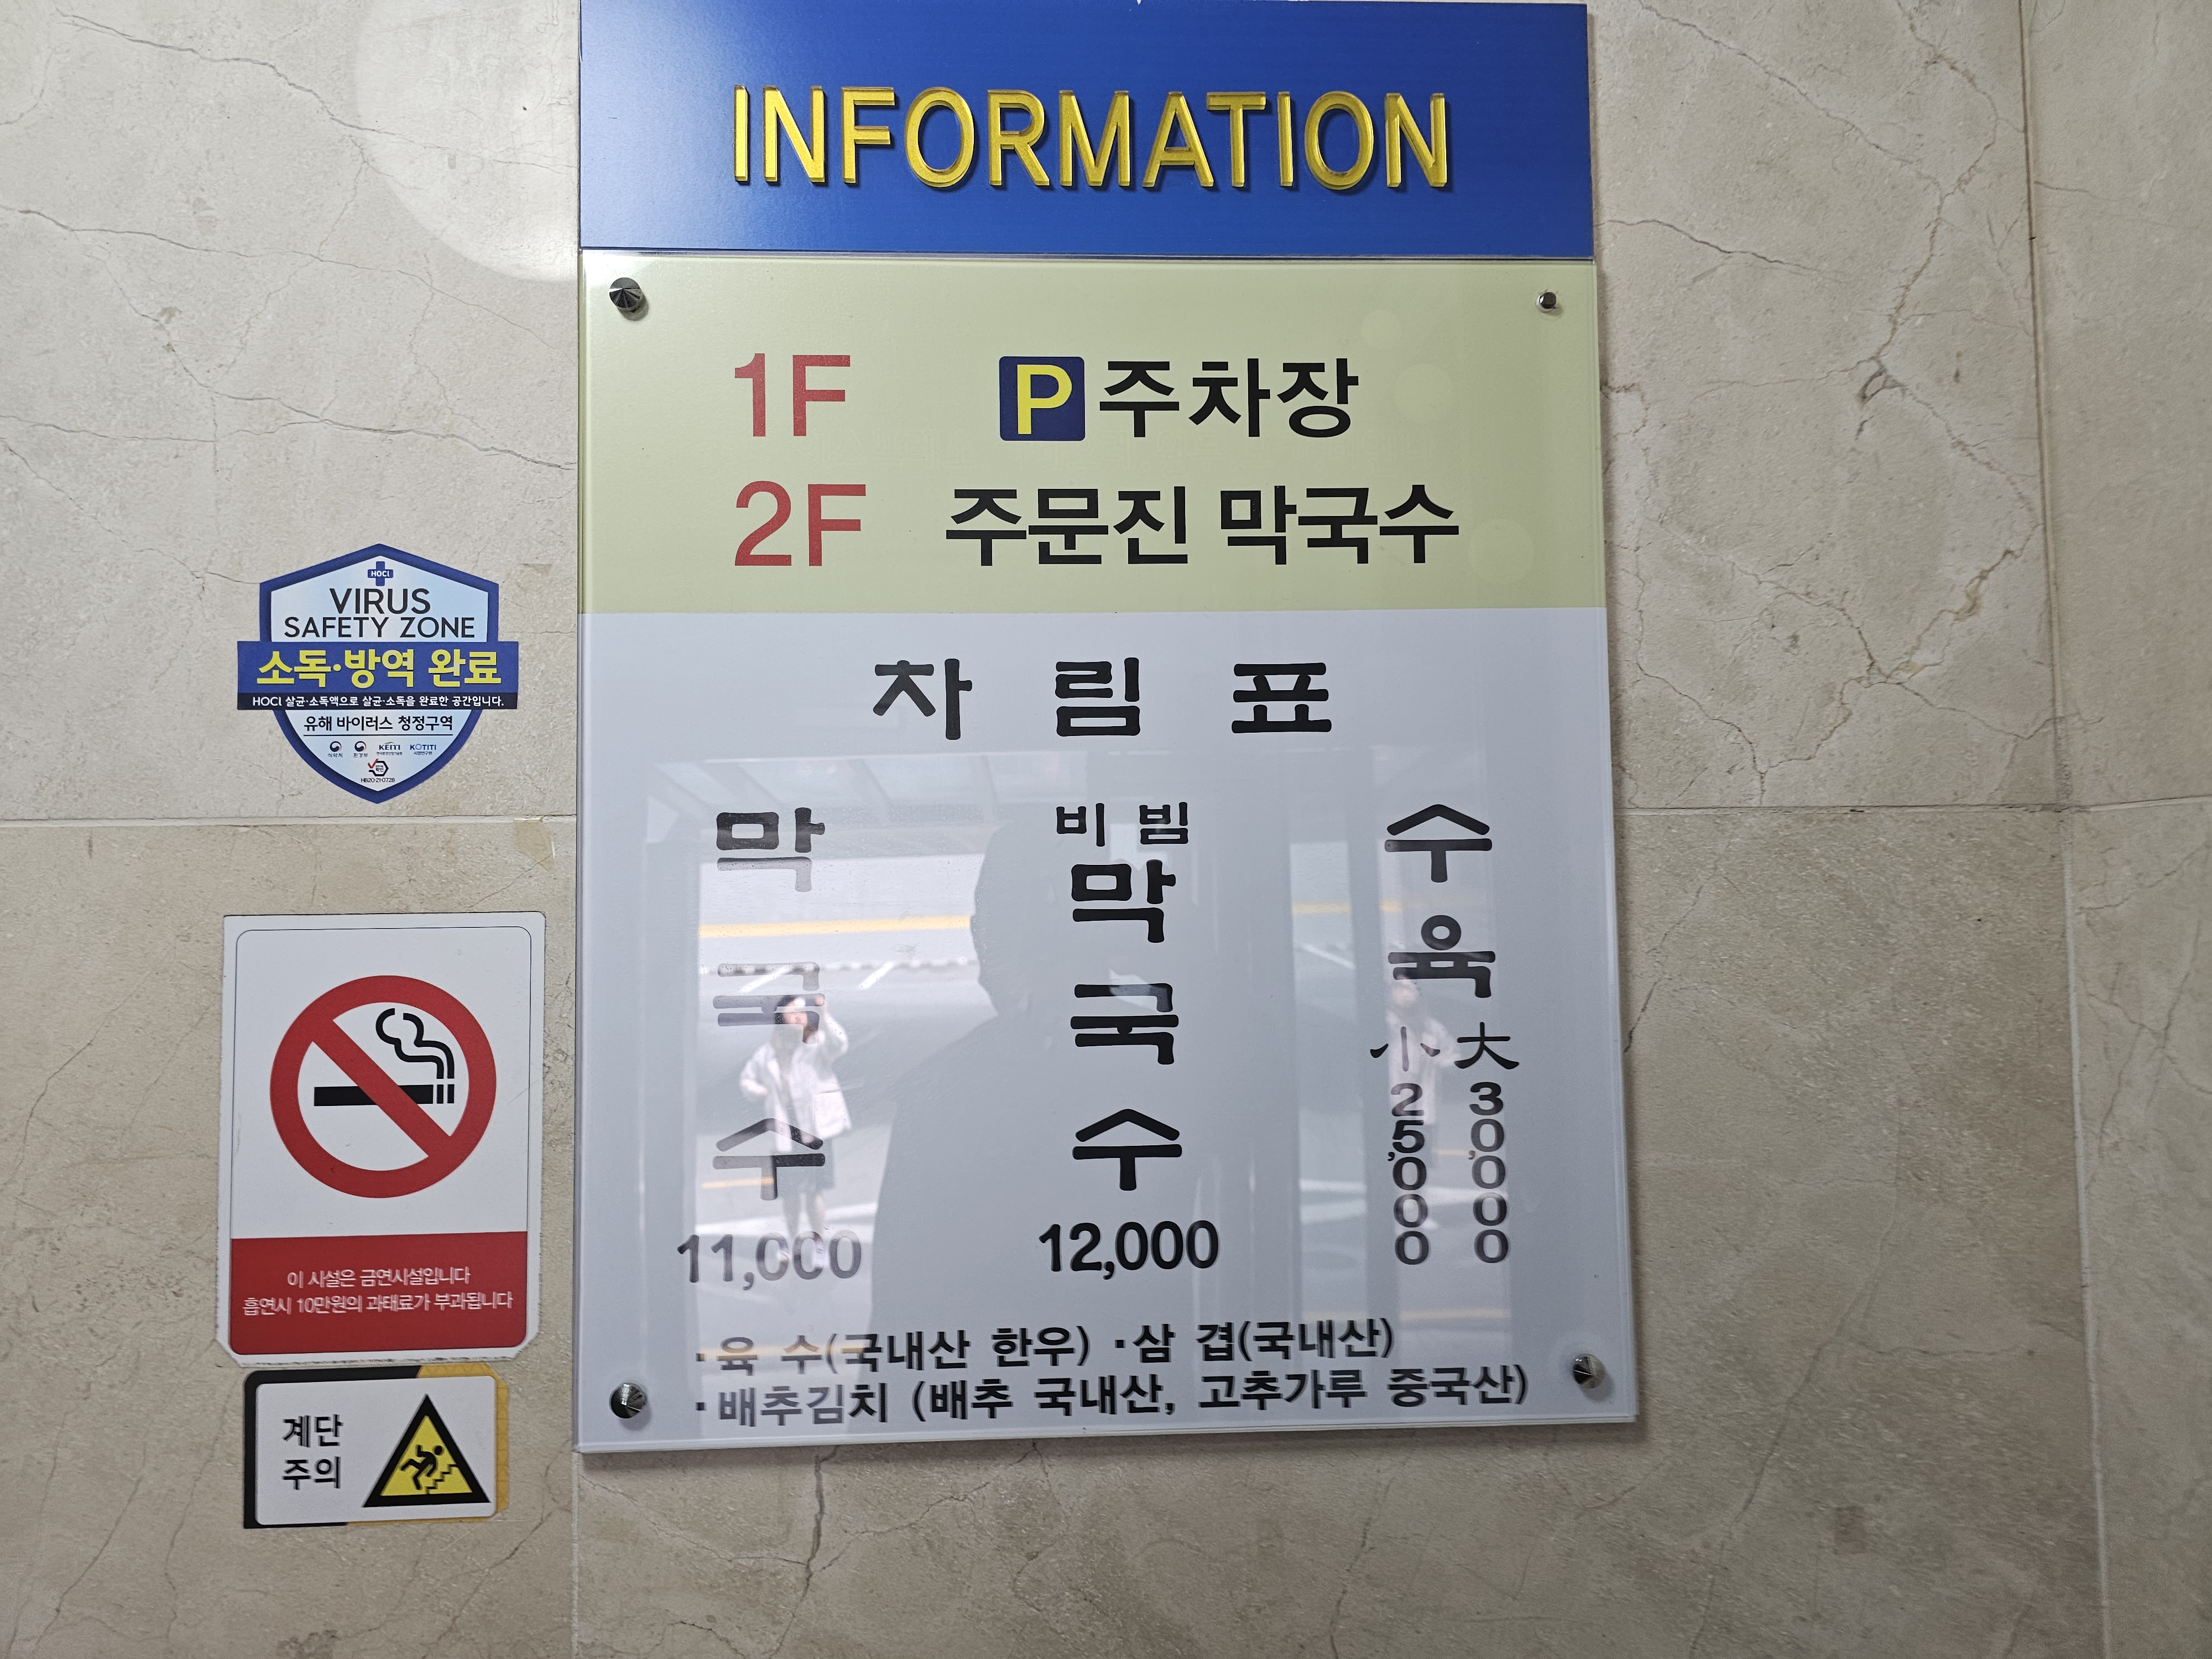 INFORMATION
1F P 주차장
2F 주문진 막국수
차림표
막국수 11,000
비빔막국수 12,000
수육
小 25,000
大 30,000
·육 수(국내산 한우) ·삼 겹(국내산)
·배추김치 (배추 국내산, 고추가루 중국산)
HOCl
VIRUS
SAFETY ZONE
소독·방역 완료
HOCl 살균·소독액으로 살균·소독을 완료한 공간입니다.
유해 바이러스 청정구역
KEITI KOTITI
이 시설은 금연시설입니다
흡연시 10만원의 과태료가 부과됩니다
계단
주의